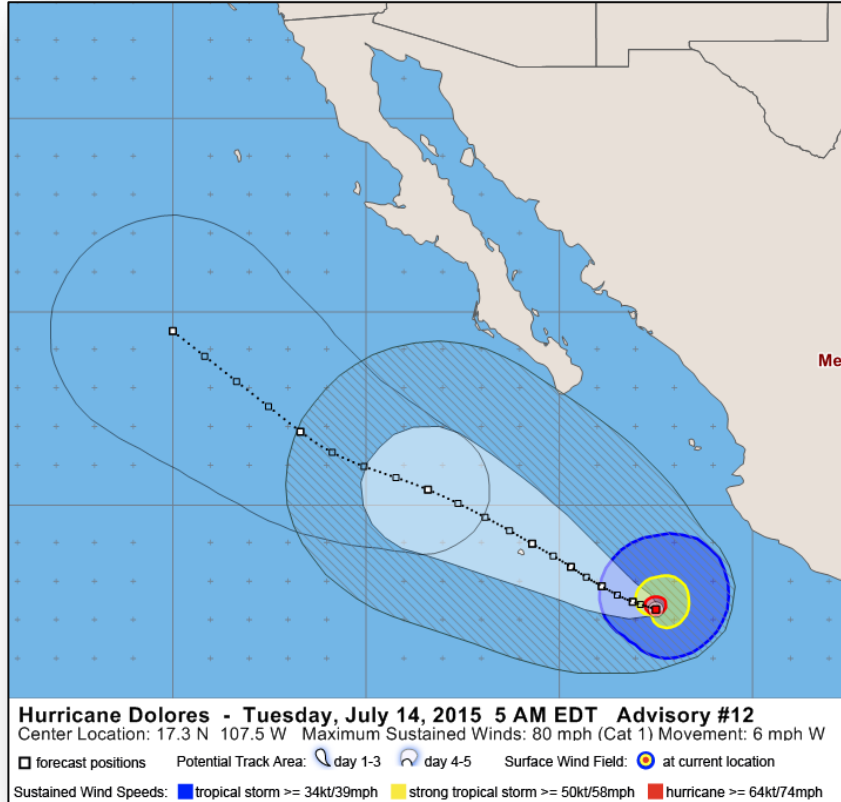 Me
Hurricane Dolores - Tuesday, July 14, 2015 5 AM EDT Advisory #12
Center Location: 17.3 N 107.5 W Maximum Sustained Winds: 80 mph (Cat 1) Movement: 6 mph W
forecast positions Potential Track Area: day 1-3 day 4-5 Surface Wind Field: at current location
Sustained Wind Speeds: tropical storm >= 34kt/39mph strong tropical storm >= 50kt/58mph hurricane >= 64kt/74mph